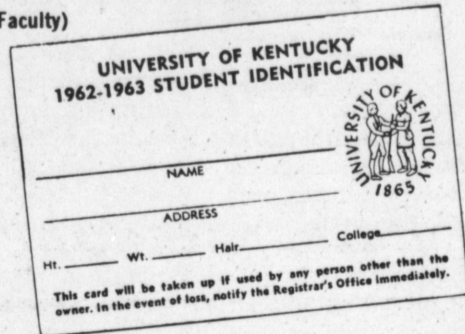 Faculty)
UNIVERSITY OF KENTUCKY
1962-1963 STUDENT IDENTIFICATION
UNIVERSITY OF KENTUCKY
1865
NAME
ADDRESS
Ht. Wt. Hair College
This card will be taken up if used by any person other than the
owner. In the event of loss, notify the Registrar's Office immediately.